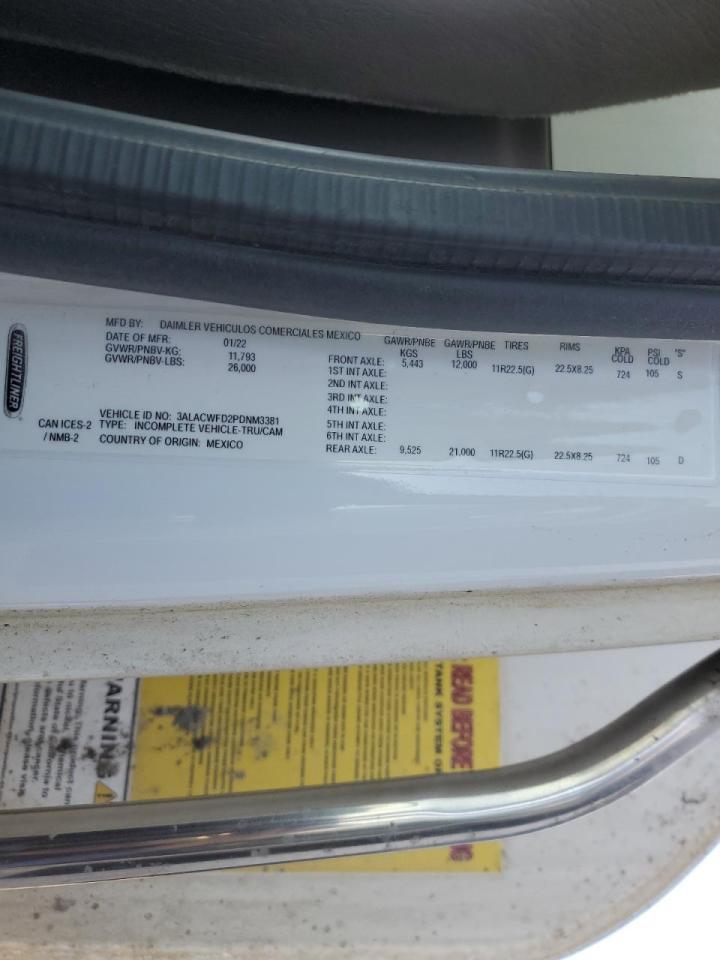 FREIGHTLINER
MFD BY: DAIMLER VEHICULOS COMERCIALES MEXICO
DATE OF MFR: 01/22
GVWR/PNBV-KG: 11,793
GVWR/PNBV-LBS: 26,000
VEHICLE ID NO: 3ALACWFD2PDNM3381
CAN ICES-2 TYPE: INCOMPLETE VEHICLE-TRU/CAM
/ NMB-2 COUNTRY OF ORIGIN: MEXICO
GAWR/PNBE GAWR/PNBE TIRES RIMS KPA PSI "S"
KGS LBS COLD COLD
FRONT AXLE: 5,443 12,000 11R22.5(G) 22.5X8.25 724 105 S
1ST INT AXLE:
2ND INT AXLE:
3RD INT AXLE:
4TH INT AXLE:
5TH INT AXLE:
6TH INT AXLE:
REAR AXLE: 9,525 21,000 11R22.5(G) 22.5X8.25 724 105 D
READ BEFORE
TANK SYSTEM
ARNING